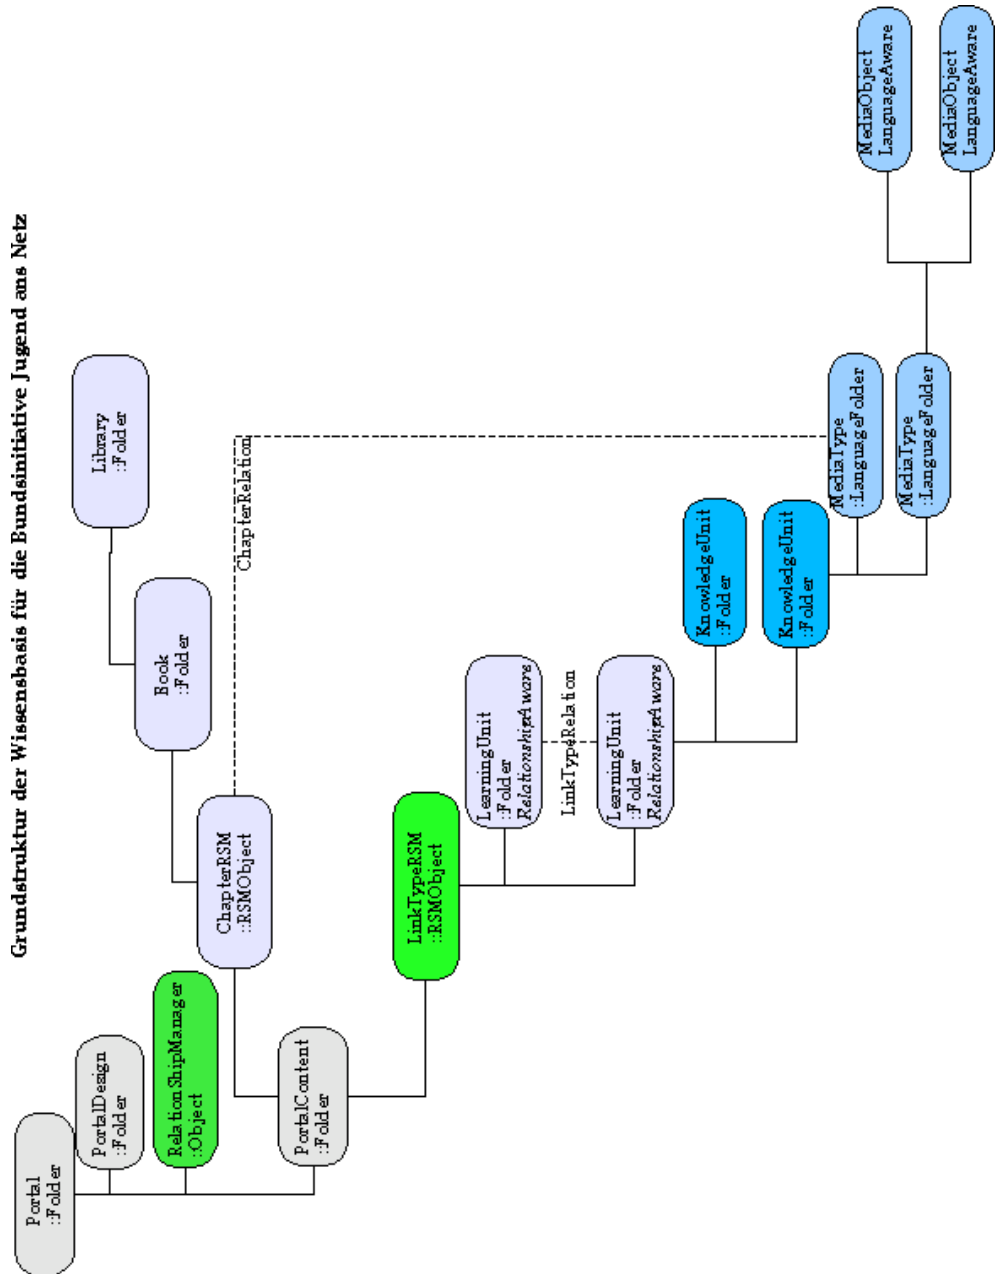 Grundstruktur der Wissensbasis für die Bundsinitiative Jugend ans Netz
Portal
::Folder
PortalDesign
::Folder
RelationShipManager
::Object
PortalContent
::Folder
ChapterRSM
::RSMObject
Book
::Folder
Library
::Folder
ChapterRelation
LinkTypeRSM
::RSMObject
LearningUnit
::Folder
RelationshipAware
LinkTypeRelation
LearningUnit
::Folder
RelationshipAware
KnowledgeUnit
::Folder
KnowledgeUnit
::Folder
MediaType
::LanguageFolder
MediaType
::LanguageFolder
MediaObject
LanguageAware
MediaObject
LanguageAware